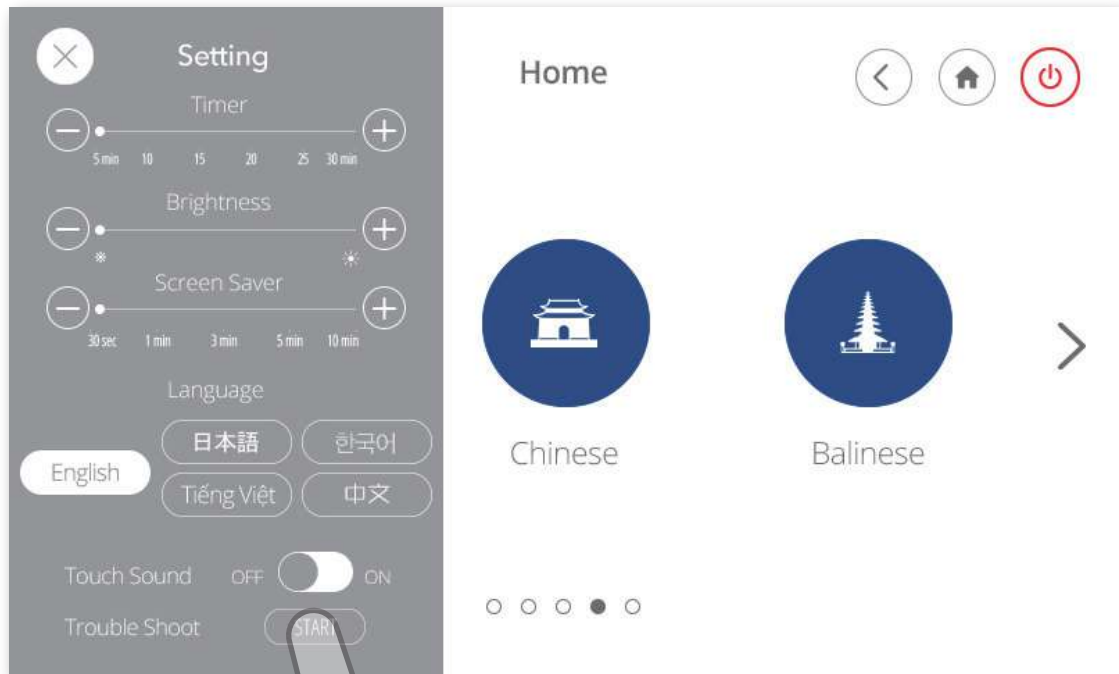 Setting
Timer
5 min 10 15 20 25 30 min
Brightness
Screen Saver
30 sec 1 min 3 min 5 min 10 min
Language
English
日本語
한국어
Tiếng Việt
中文
Touch Sound OFF ON
Trouble Shoot START
Home
Chinese
Balinese